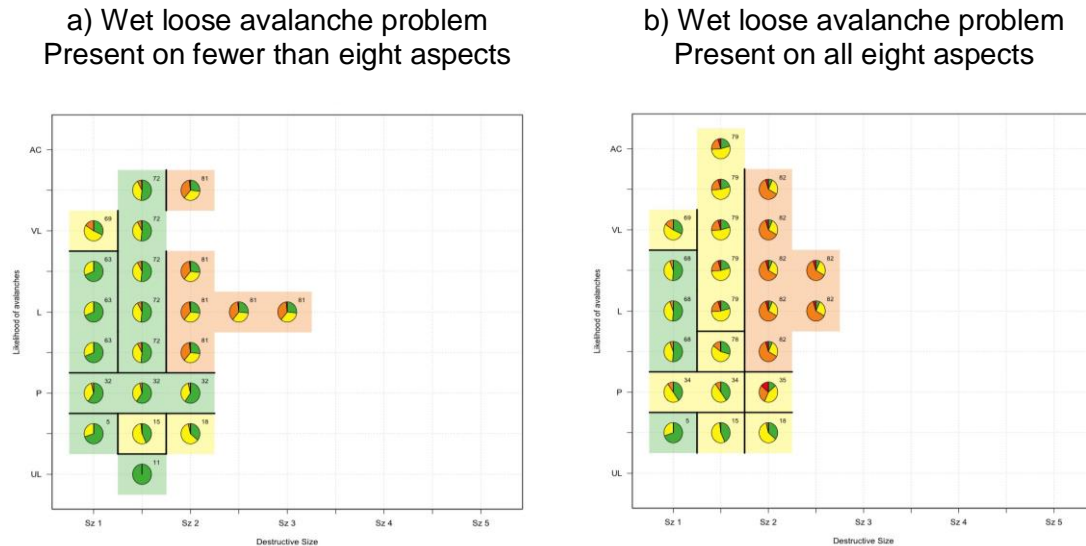 a) Wet loose avalanche problem
Present on fewer than eight aspects
b) Wet loose avalanche problem
Present on all eight aspects
AC
72 81
VL 69 72
63 72 81
L 63 72 81 81 81
63 72 81
P 32 32 32
5 15 18
UL 11
Likelihood of avalanches
Sz 1 Sz 2 Sz 3 Sz 4 Sz 5
Destructive Size
AC 79
79 82
VL 69 79 82
68 79 82 82
L 68 79 82 82
68 78 82
P 34 34 35
5 15 18
UL
Likelihood of avalanches
Sz 1 Sz 2 Sz 3 Sz 4 Sz 5
Destructive Size